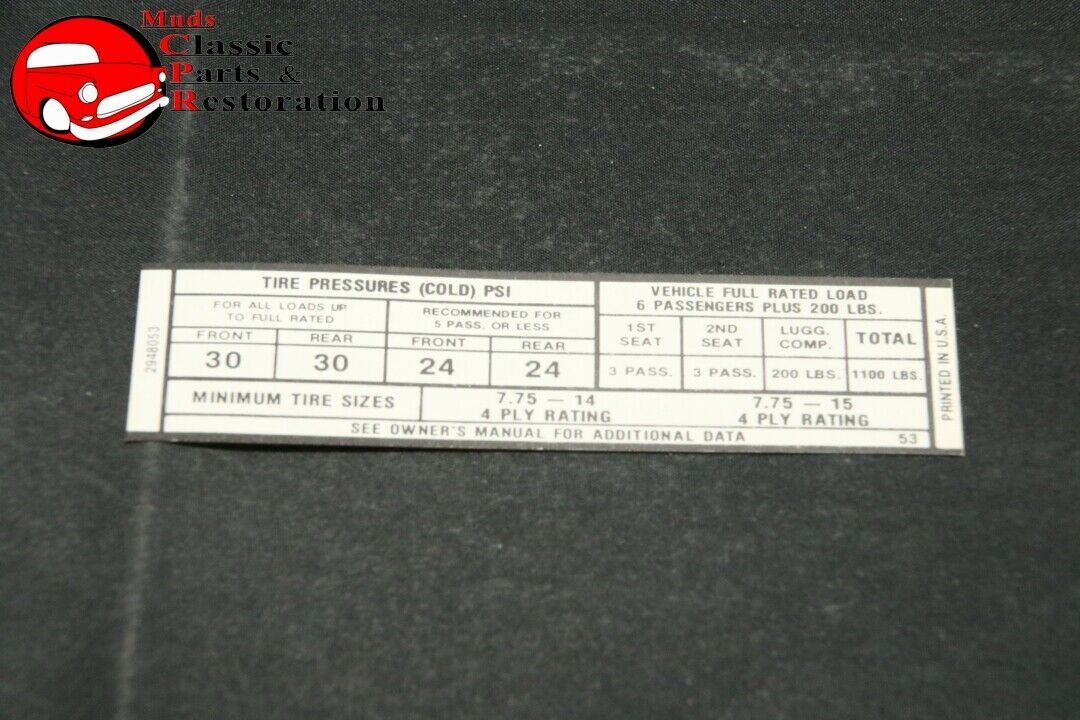 Muds
Classic
Parts &
Restoration
2948053
TIRE PRESSURES (COLD) PSI
FOR ALL LOADS UP
TO FULL RATED
RECOMMENDED FOR
5 PASS. OR LESS
FRONT REAR FRONT REAR
30 30 24 24
VEHICLE FULL RATED LOAD
6 PASSENGERS PLUS 200 LBS.
1ST
SEAT
2ND
SEAT
LUGG.
COMP.
TOTAL
3 PASS. 3 PASS. 200 LBS. 1100 LBS.
MINIMUM TIRE SIZES
7.75 — 14
4 PLY RATING
7.75 — 15
4 PLY RATING
SEE OWNER'S MANUAL FOR ADDITIONAL DATA 53
PRINTED IN U.S.A.